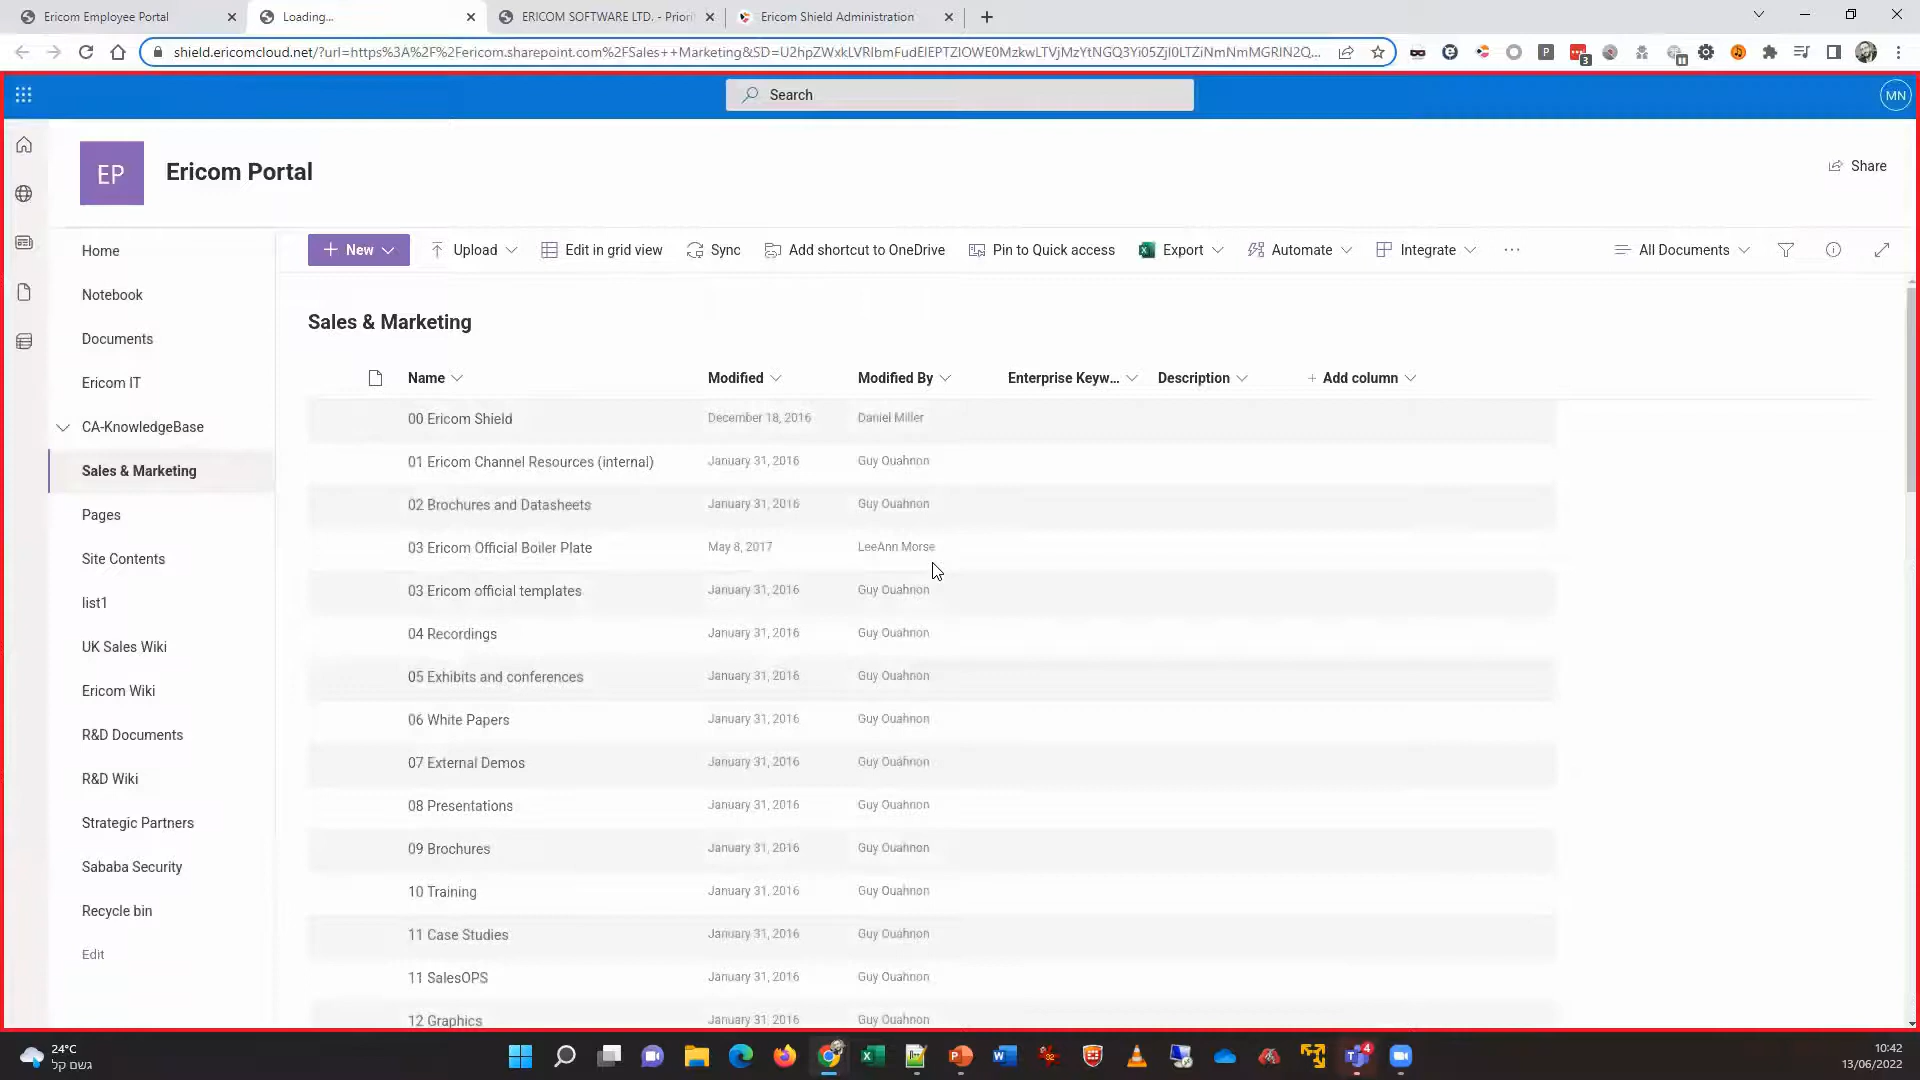 Ericom Employee Portal
Loading...
ERICOM SOFTWARE LTD. - Priori
Ericom Shield Administration
shield.ericomcloud.net/?url=https%3A%2F%2Fericom.sharepoint.com%2FSales++Marketing&SD=
Search
MN
EP
Ericom Portal
Share
New
Upload
Edit in grid view
Sync
Add shortcut to OneDrive
Pin to Quick access
Export
Automate
Integrate
All Documents
Home
Notebook
Documents
Ericom IT
CA-KnowledgeBase
Sales & Marketing
Pages
Site Contents
list1
UK Sales Wiki
Ericom Wiki
R&D Documents
R&D Wiki
Strategic Partners
Sababa Security
Recycle bin
Edit
Sales & Marketing
Name Modified Modified By Enterprise Keyw... Description + Add column
00 Ericom Shield December 18, 2016 Daniel Miller
01 Ericom Channel Resources (internal) January 31, 2016 Guy Ouahnon
02 Brochures and Datasheets January 31, 2016 Guy Ouahnon
03 Ericom Official Boiler Plate May 8, 2017 LeeAnn Morse
03 Ericom official templates January 31, 2016 Guy Ouahnon
04 Recordings January 31, 2016 Guy Ouahnon
05 Exhibits and conferences January 31, 2016 Guy Ouahnon
06 White Papers January 31, 2016 Guy Ouahnon
07 External Demos January 31, 2016 Guy Ouahnon
08 Presentations January 31, 2016 Guy Ouahnon
09 Brochures January 31, 2016 Guy Ouahnon
10 Training January 31, 2016 Guy Ouahnon
11 Case Studies January 31, 2016 Guy Ouahnon
11 SalesOPS January 31, 2016 Guy Ouahnon
12 Graphics January 31, 2016 Guy Ouahnon
24°C
גשם קל
10:42
13/06/2022